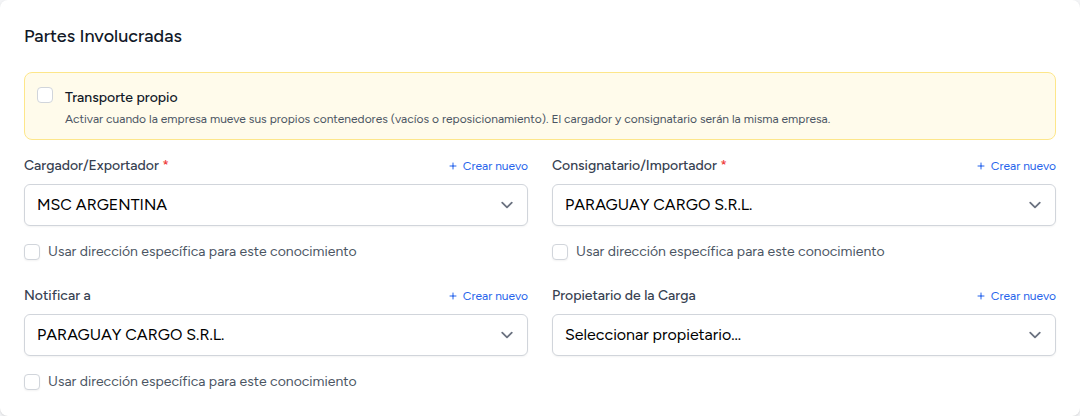 Partes Involucradas
Transporte propio
Activar cuando la empresa mueve sus propios contenedores (vacíos o reposicionamiento). El cargador y consignatario serán la misma empresa.
Cargador/Exportador * + Crear nuevo
Consignatario/Importador * + Crear nuevo
MSC ARGENTINA
PARAGUAY CARGO S.R.L.
Usar dirección específica para este conocimiento
Usar dirección específica para este conocimiento
Notificar a + Crear nuevo
Propietario de la Carga + Crear nuevo
PARAGUAY CARGO S.R.L.
Seleccionar propietario...
Usar dirección específica para este conocimiento